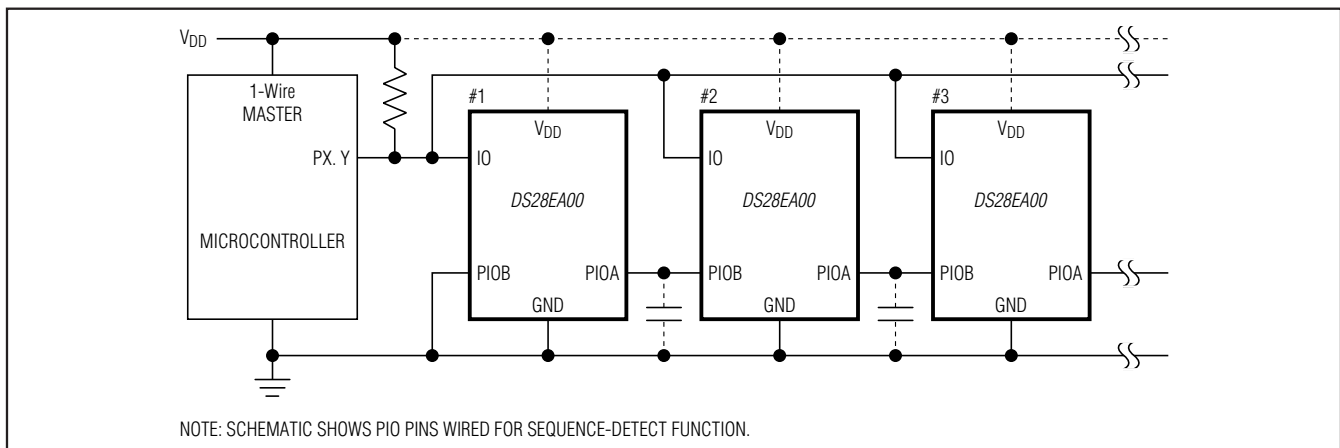 VDD
1-Wire
MASTER
PX. Y
MICROCONTROLLER
#1
VDD
IO
DS28EA00
PIOB
PIOA
GND
#2
VDD
IO
DS28EA00
PIOB
PIOA
GND
#3
VDD
IO
DS28EA00
PIOB
PIOA
GND
NOTE: SCHEMATIC SHOWS PIO PINS WIRED FOR SEQUENCE-DETECT FUNCTION.